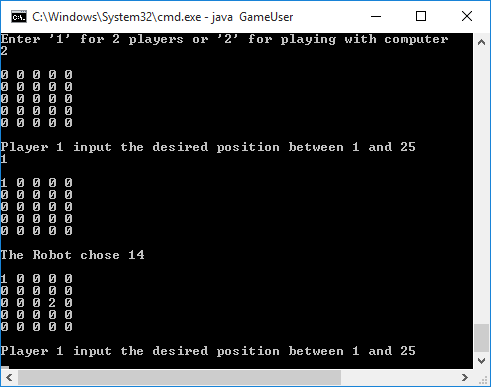 C:\Windows\System32\cmd.exe - java  GameUser
Enter '1' for 2 players or '2' for playing with computer
2
0 0 0 0 0
0 0 0 0 0
0 0 0 0 0
0 0 0 0 0
0 0 0 0 0
Player 1 input the desired position between 1 and 25
1
1 0 0 0 0
0 0 0 0 0
0 0 0 0 0
0 0 0 0 0
0 0 0 0 0
The Robot chose 14
1 0 0 0 0
0 0 0 0 0
0 0 0 2 0
0 0 0 0 0
0 0 0 0 0
Player 1 input the desired position between 1 and 25